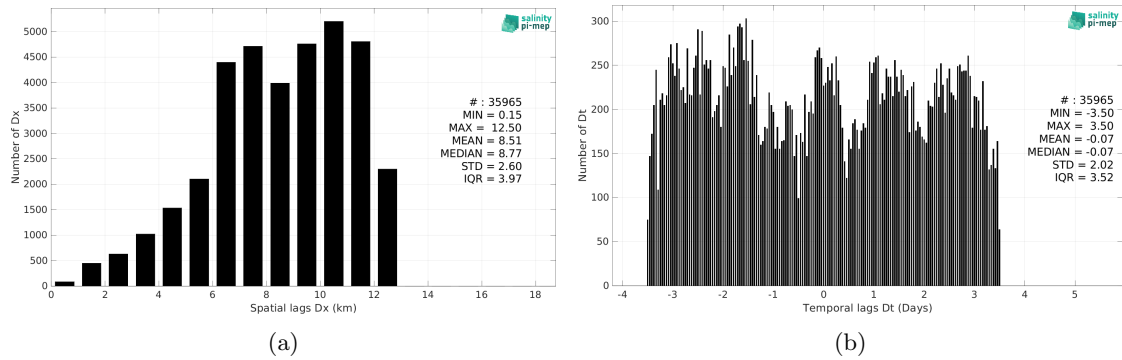 salinity
pi-mep
Number of Dx
5000
4500
4000
3500
3000
2500
2000
1500
1000
500
0
# : 35965
MIN = 0.15
MAX = 12.50
MEAN = 8.51
MEDIAN = 8.77
STD = 2.60
IQR = 3.97
0 2 4 6 8 10 12 14 16 18
Spatial lags Dx (km)
(a)
salinity
pi-mep
Number of Dt
300
250
200
150
100
50
0
# : 35965
MIN = -3.50
MAX = 3.50
MEAN = -0.07
MEDIAN = -0.07
STD = 2.02
IQR = 3.52
-4 -3 -2 -1 0 1 2 3 4 5
Temporal lags Dt (Days)
(b)